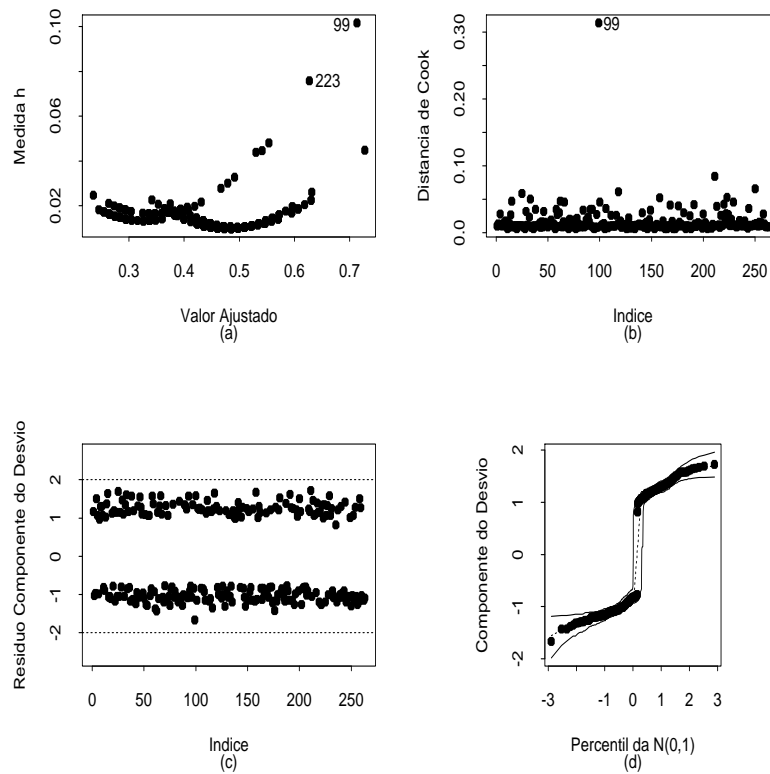 Medida h
0.10
0.06
0.02
99
223
0.3 0.4 0.5 0.6 0.7
Valor Ajustado
(a)
Distancia de Cook
0.30
0.20
0.10
0.0
99
0 50 100 150 200 250
Indice
(b)
Residuo Componente do Desvio
2
1
0
-1
-2
0 50 100 150 200 250
Indice
(c)
Componente do Desvio
2
1
0
-1
-2
-3 -1 0 1 2 3
Percentil da N(0,1)
(d)